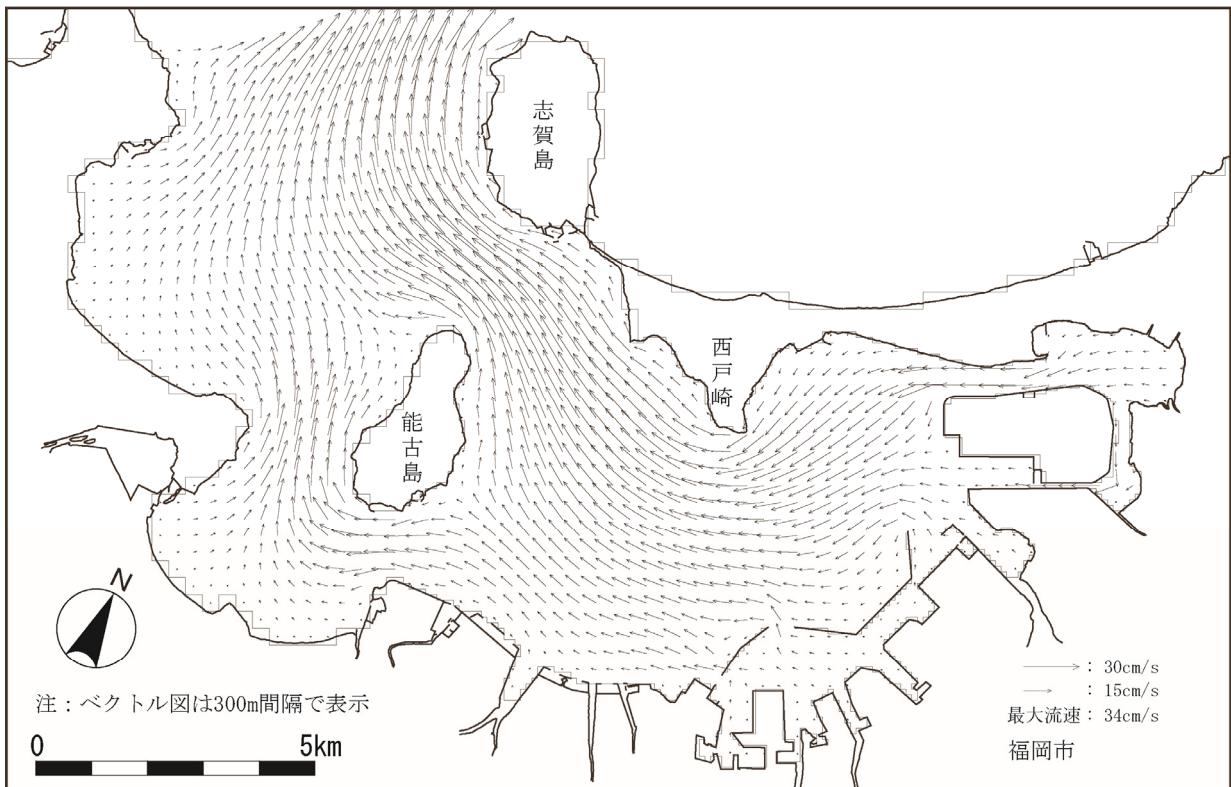 志賀島
西戸崎
能古島
N
注：ベクトル図は300m間隔で表示
0 5km
：30cm/s
：15cm/s
最大流速：34cm/s
福岡市